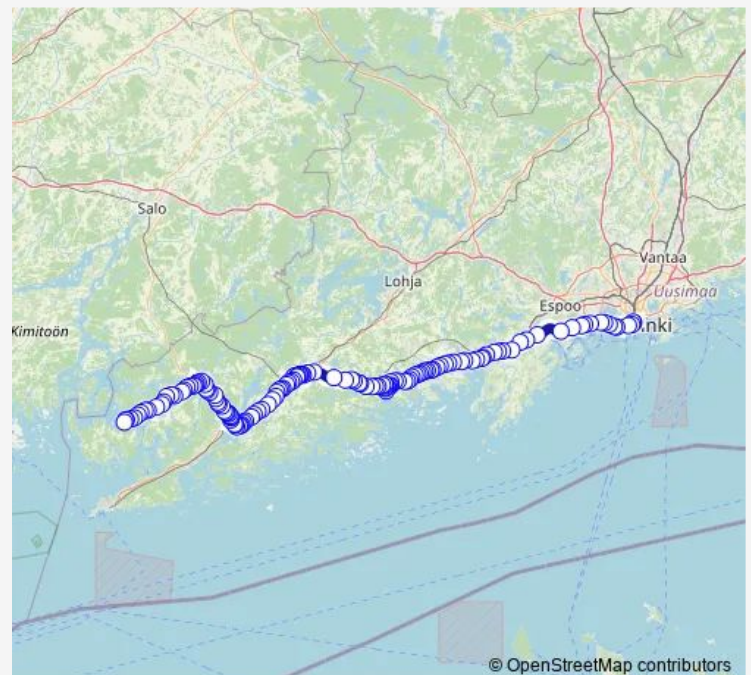 Salo
Vantaa
Lohja
Uusimaa
Espoo
Kimitoön
nki
© OpenStreetMap contributors